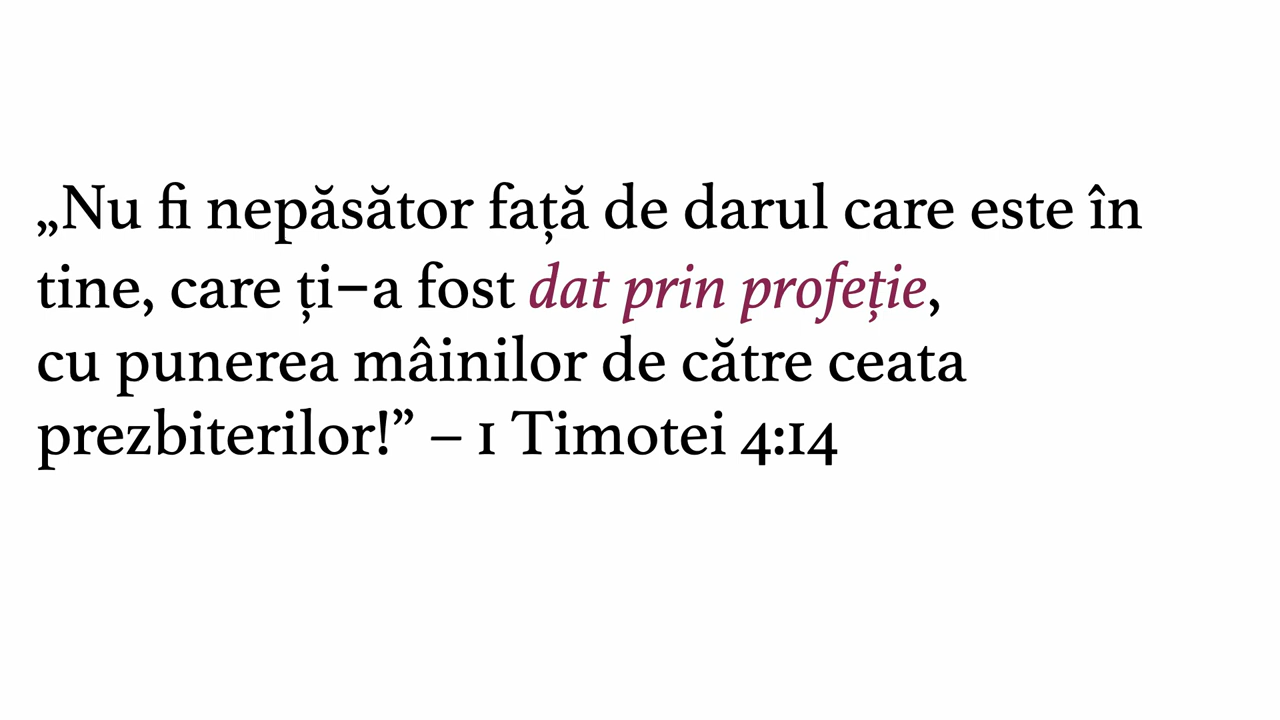 „Nu fi nepăsător față de darul care este în
tine, care ți–a fost dat prin profeție,
cu punerea mâinilor de către ceata
prezbiterilor!” – 1 Timotei 4:14